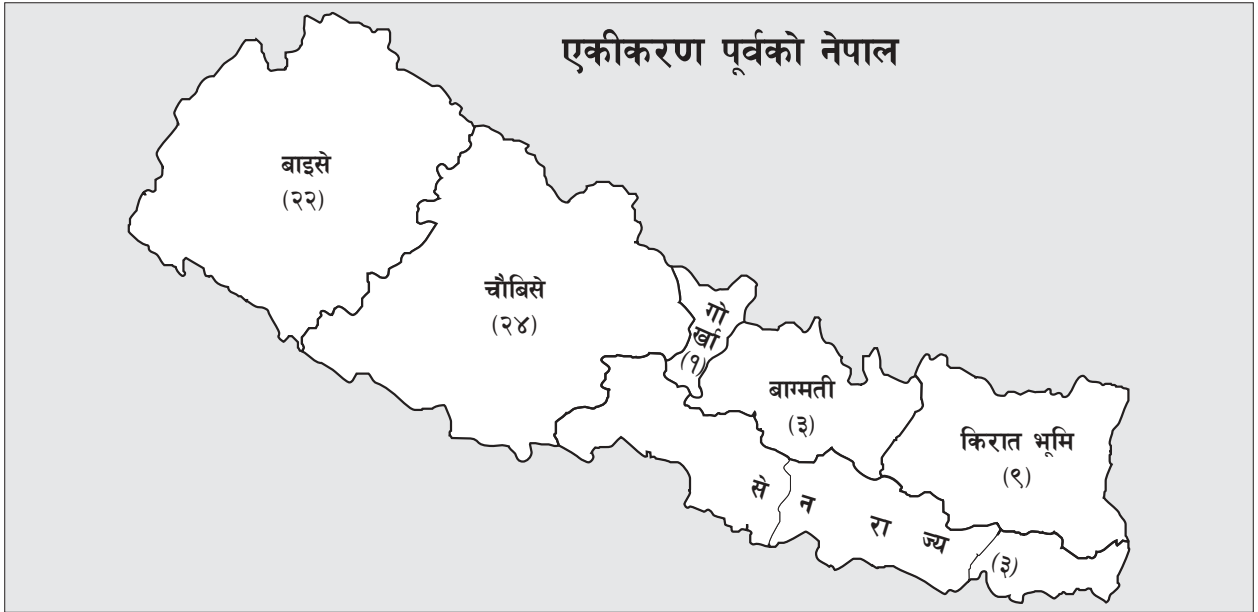 एकीकरण पूर्वको नेपाल
बाइसे
(२२)
चौबिसे
(२४)
गो
र्खा
(१)
बाग्मती
(३)
किरात भूमि
(९)
से न रा ज्य
(३)